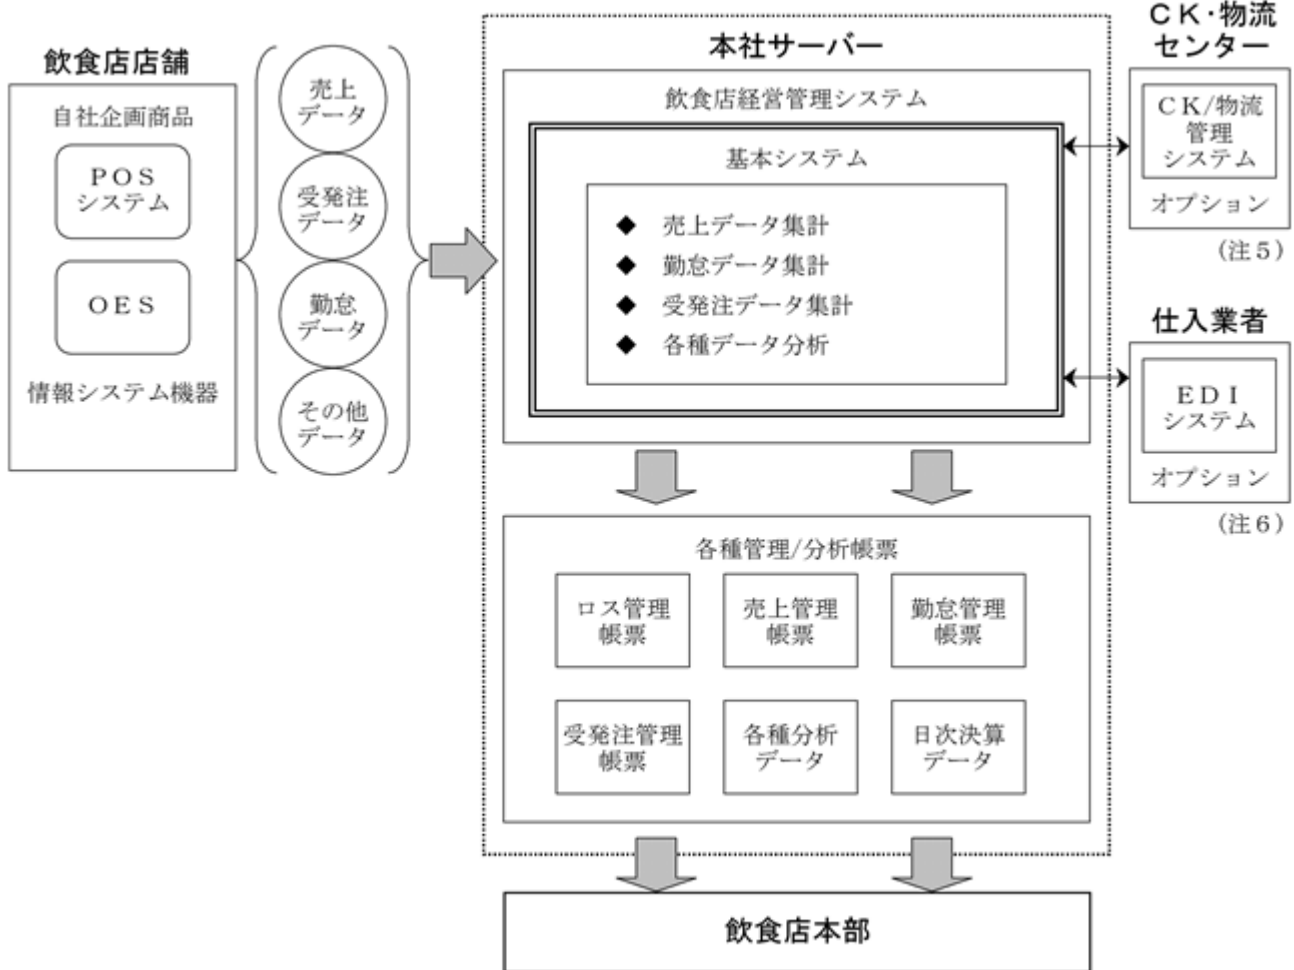 飲食店店舗
自社企画商品
ＰＯＳ
システム
ＯＥＳ
情報システム機器
売上
データ
受発注
データ
勤怠
データ
その他
データ
本社サーバー
飲食店経営管理システム
基本システム
◆ 売上データ集計
◆ 勤怠データ集計
◆ 受発注データ集計
◆ 各種データ分析
ＣＫ・物流
センター
ＣＫ/物流
管理
システム
オプション
(注５)
仕入業者
ＥＤＩ
システム
オプション
(注６)
各種管理/分析帳票
ロス管理
帳票
売上管理
帳票
勤怠管理
帳票
受発注管理
帳票
各種分析
データ
日次決算
データ
飲食店本部